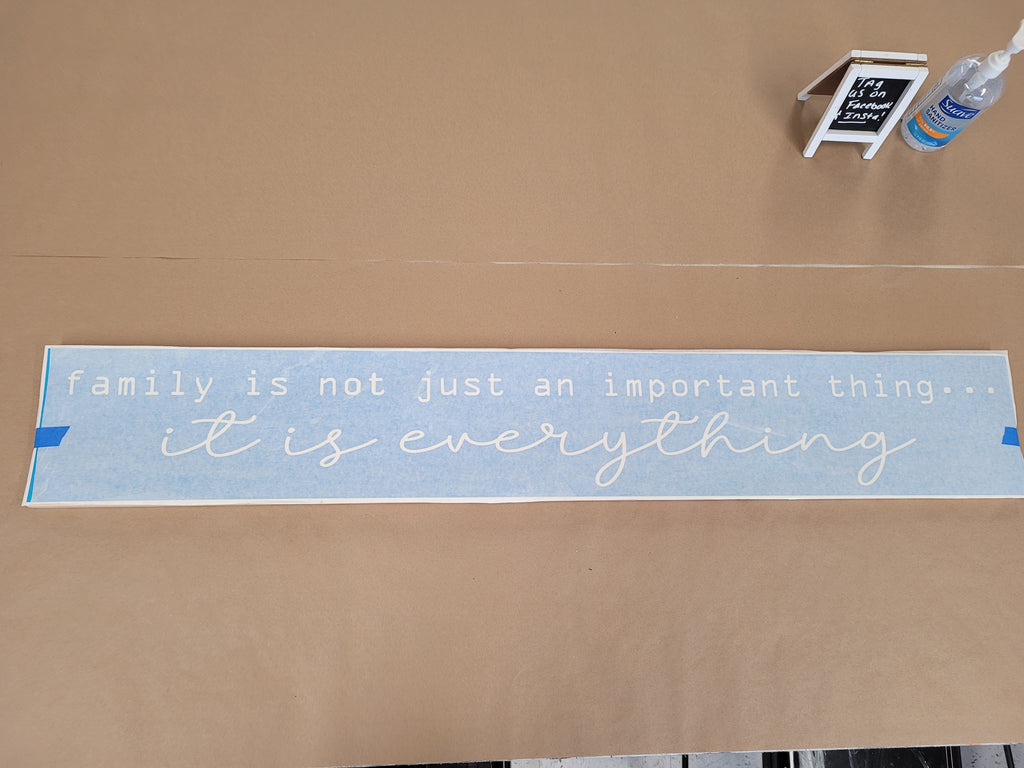 Tag
us on
Facebook
& Insta!
Suave
HAND
SANITIZER
family is not just an important thing...
it is everything